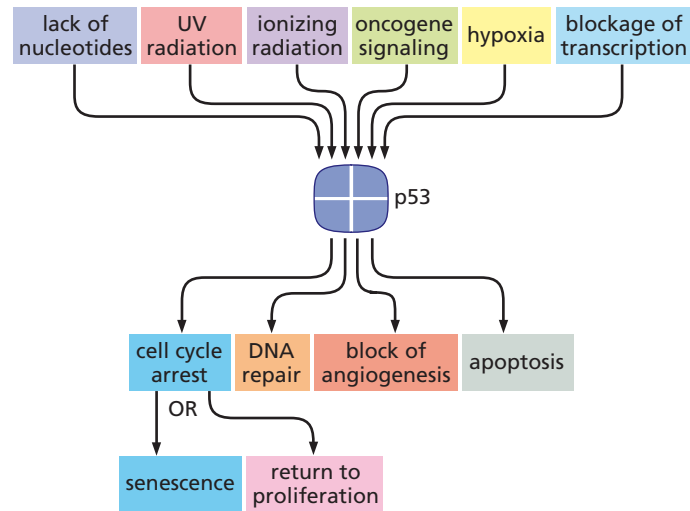 lack of
nucleotides
UV
radiation
ionizing
radiation
oncogene
signaling
hypoxia
blockage of
transcription
p53
cell cycle
arrest
DNA
repair
block of
angiogenesis
apoptosis
OR
senescence
return to
proliferation